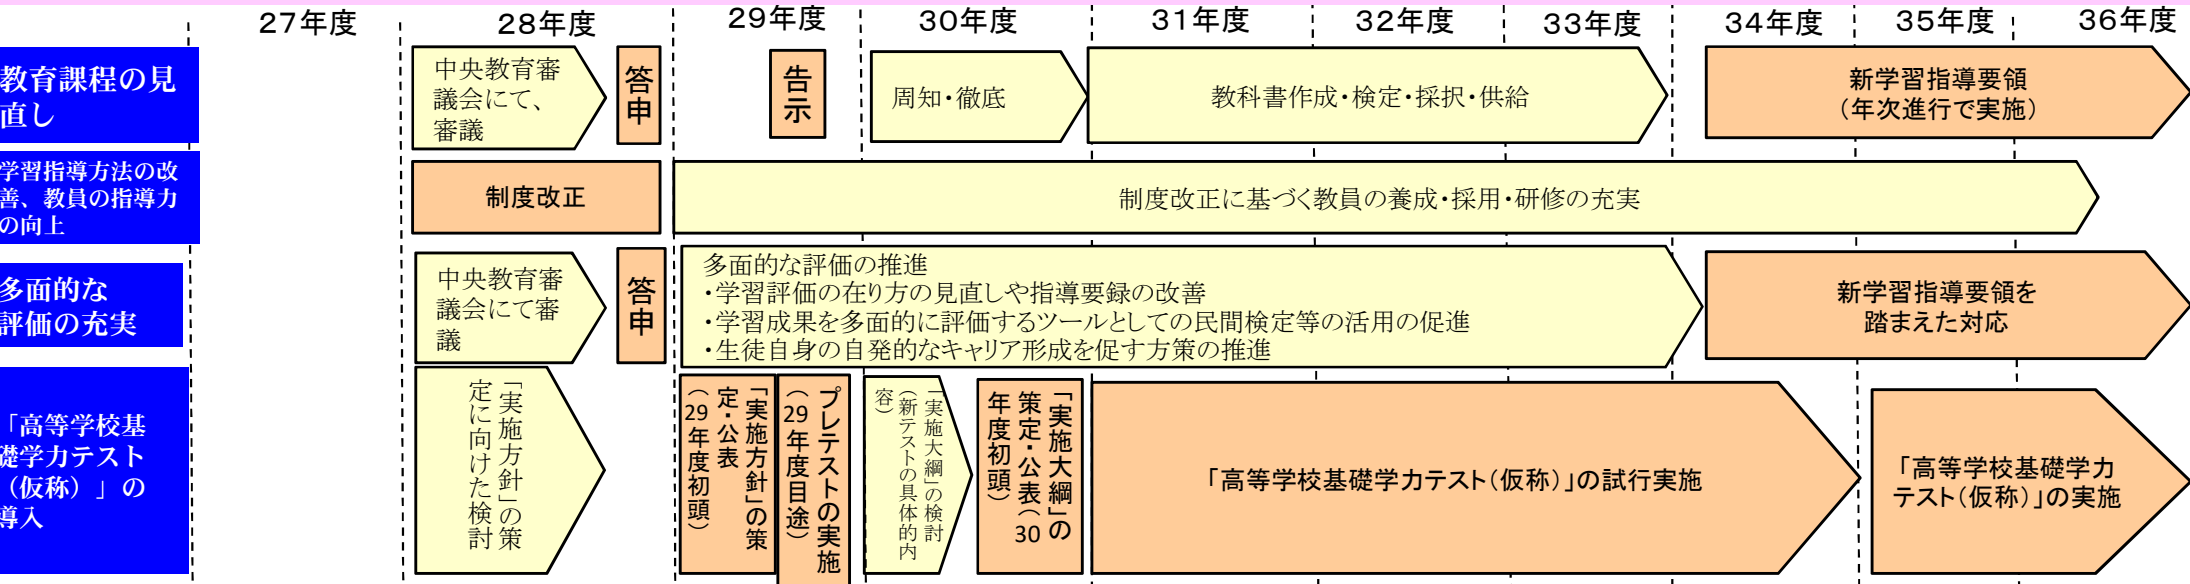 27年度
28年度
29年度
30年度
31年度
32年度
33年度
34年度
35年度
36年度
教育課程の見
直し
中央教育審
議会にて、
審議
答申
告示
周知・徹底
教科書作成・検定・採択・供給
新学習指導要領
（年次進行で実施）
学習指導方法の改
善、教員の指導力
の向上
制度改正
制度改正に基づく教員の養成・採用・研修の充実
多面的な
評価の充実
中央教育審
議会にて審
議
答申
多面的な評価の推進
・学習評価の在り方の見直しや指導要録の改善
・学習成果を多面的に評価するツールとしての民間検定等の活用の促進
・生徒自身の自発的なキャリア形成を促す方策の推進
新学習指導要領を
踏まえた対応
「高等学校基
礎学力テスト
（仮称）」の
導入
「実施方針」の策
定に向けた検討
「実施方針」の策
定・公表
（29年度初頭）
プレテストの実施
（29年度目途）
「実施大綱」の検討
（新テストの具体的内
容）
「実施大綱」の
策定・公表（30
年度初頭）
「高等学校基礎学力テスト（仮称）」の試行実施
「高等学校基礎学力
テスト（仮称）」の実施